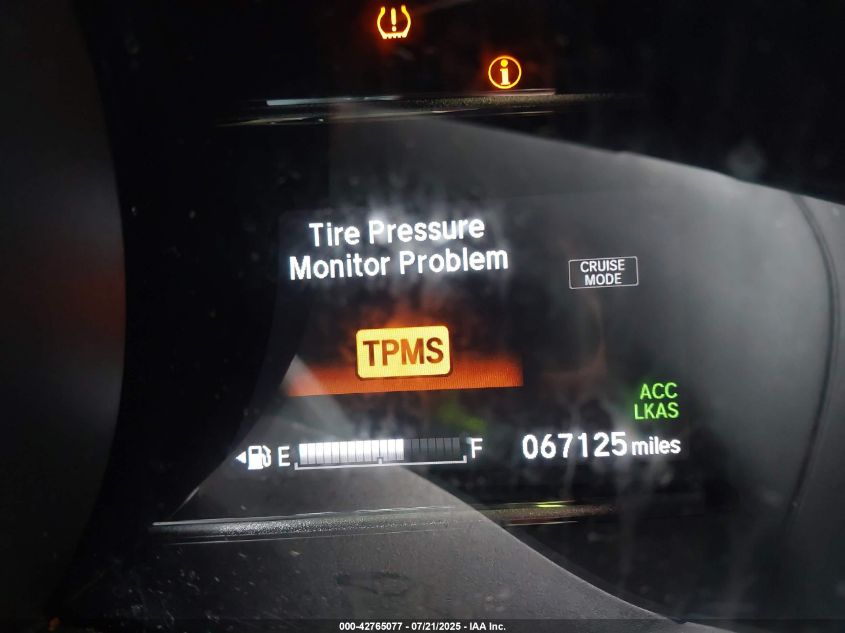 Tire Pressure
Monitor Problem
CRUISE
MODE
TPMS
ACC
LKAS
E F 067125 miles
000-42765077 - 07/21/2025 - IAA Inc.